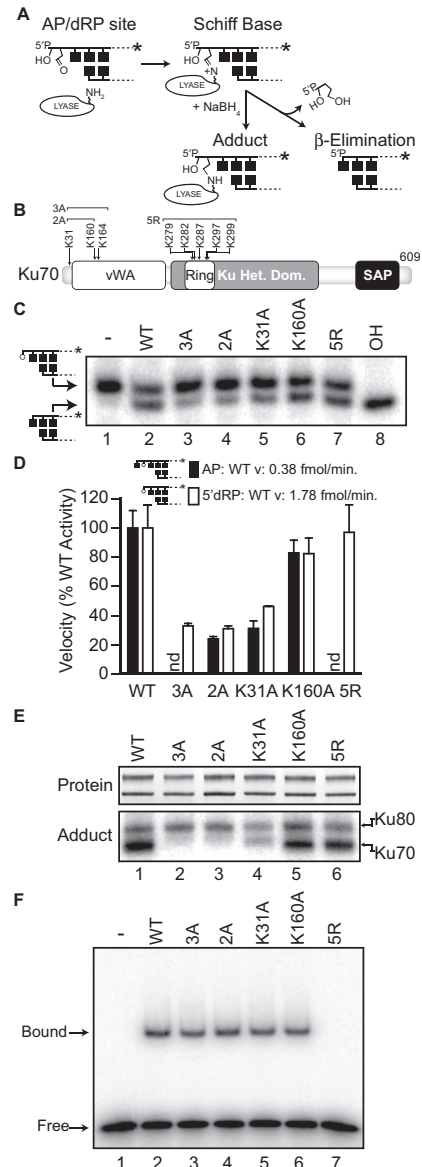 A
AP/dRP site
Schiff Base
5'P
HO
O
*
NH2
LYASE
5'P
HO
+N
*
LYASE
+ NaBH4
5'P
HO
OH
Adduct
β-Elimination
5'P
HO
NH
*
LYASE
5'P
*
B
3A
2A
K31
K160
K164
5R
K279
K282
K287
K297
K299
Ku70
vWA
Ring
Ku Het. Dom.
SAP
609
C
- WT 3A 2A K31A K160A 5R OH
*
*
1 2 3 4 5 6 7 8
D
* AP: WT v: 0.38 fmol/min.
* 5'dRP: WT v: 1.78 fmol/min.
Velocity (% WT Activity)
120
100
80
60
40
20
0
nd
nd
WT 3A 2A K31A K160A 5R
E
WT 3A 2A K31A K160A 5R
Protein
Adduct
Ku80
Ku70
1 2 3 4 5 6
F
- WT 3A 2A K31A K160A 5R
Bound
Free
1 2 3 4 5 6 7